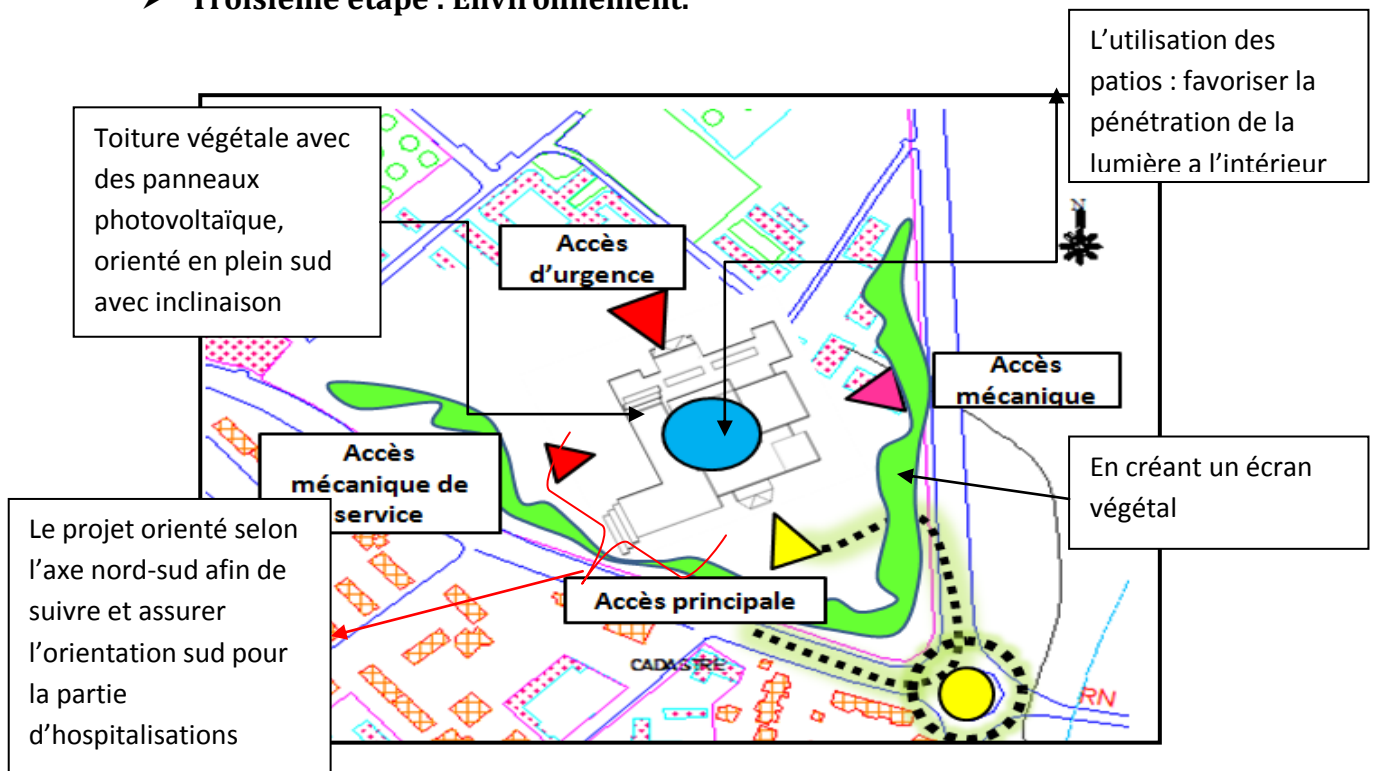 ➤ Troisième étape : Environnement.
L’utilisation des
patios : favoriser la
pénétration de la
lumière a l’intérieur
Toiture végétale avec
des panneaux
photovoltaïque,
orienté en plein sud
avec inclinaison
N
Accès
d’urgence
Accès
mécanique
Accès
mécanique de
service
En créant un écran
végétal
Le projet orienté selon
l’axe nord-sud afin de
suivre et assurer
l’orientation sud pour
la partie
d’hospitalisations
Accès principale
CADASTRE
RN